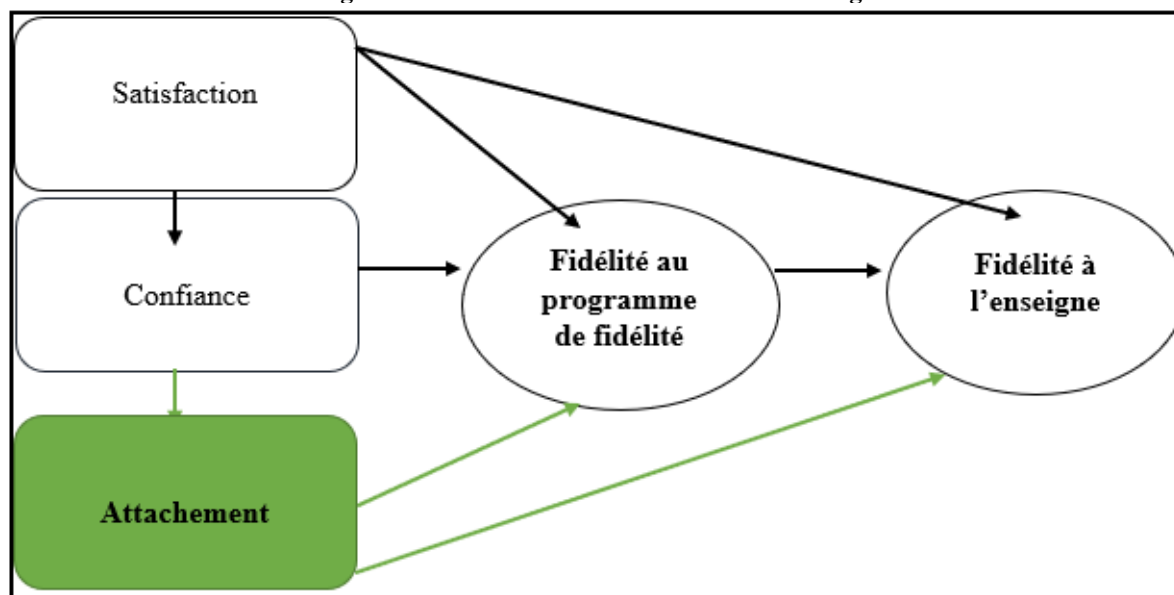 Satisfaction
Confiance
Attachement
Fidélité au
programme
de fidélité
Fidélité à
l’enseigne